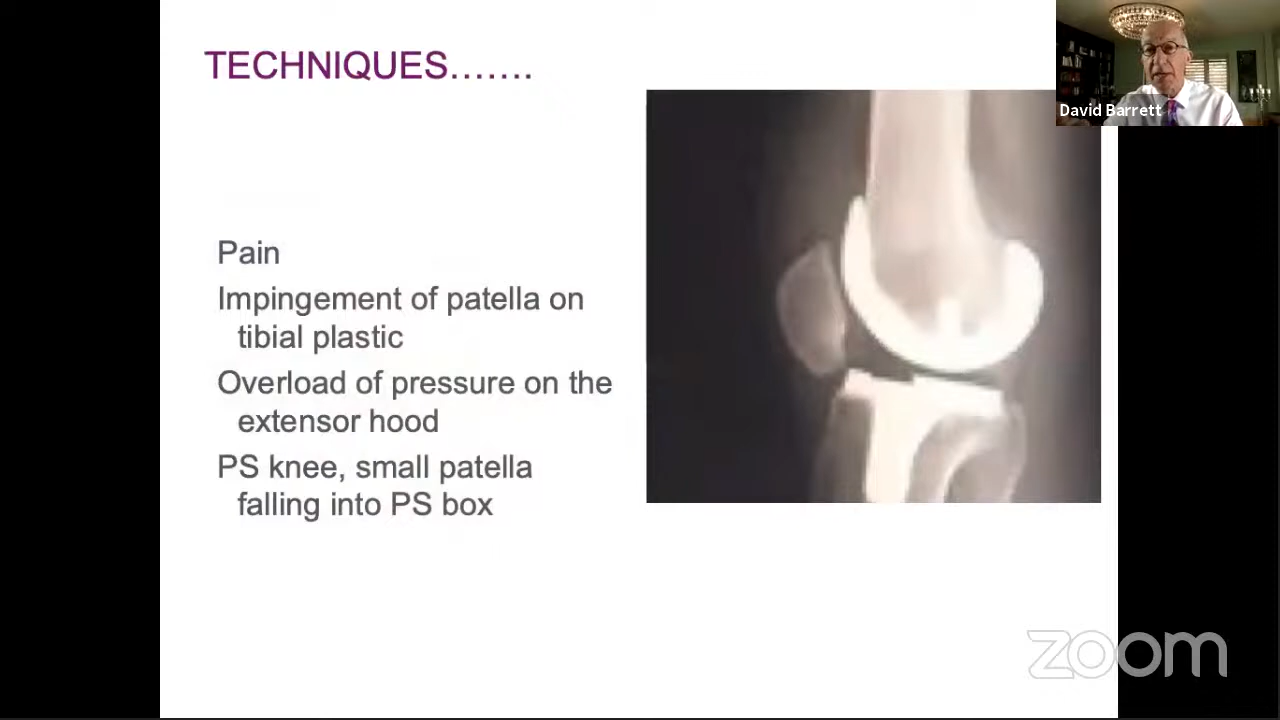 TECHNIQUES.......
David Barrett
Pain
Impingement of patella on
tibial plastic
Overload of pressure on the
extensor hood
PS knee, small patella
falling into PS box
zoom